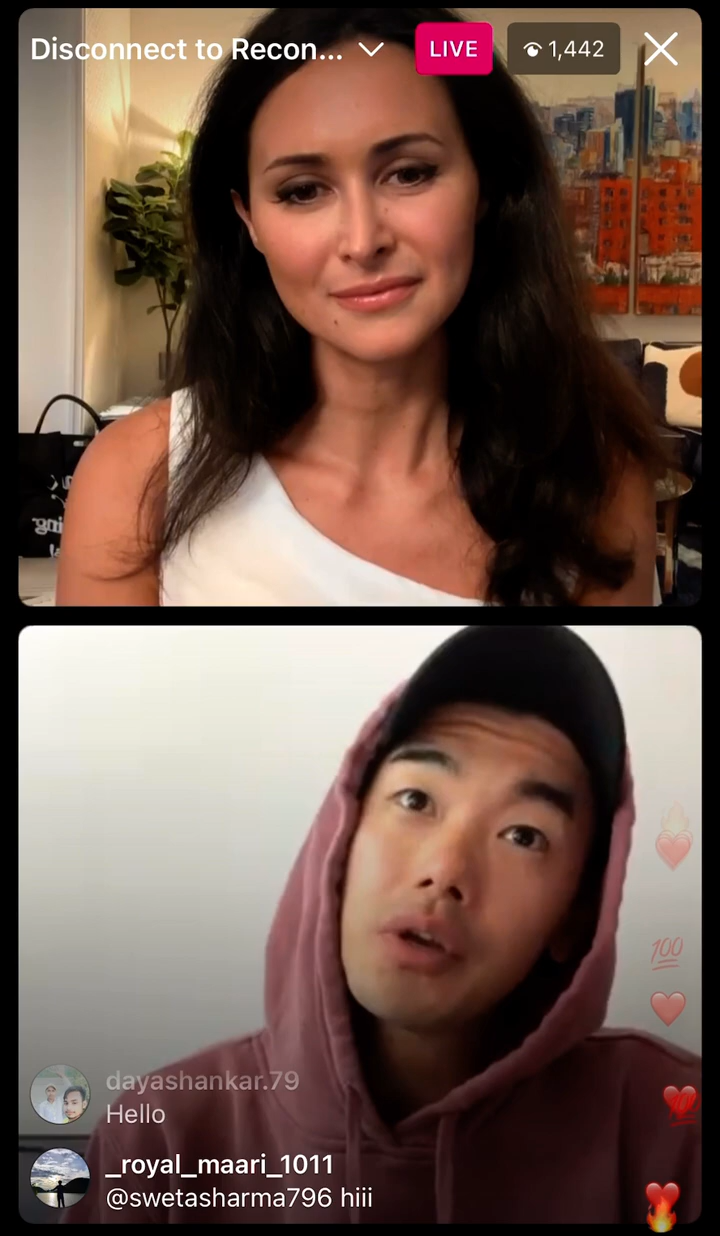 Disconnect to Recon...
LIVE
1,442
100
dayashankar.79
Hello
_royal_maari_1011
@swetasharma796 hiii